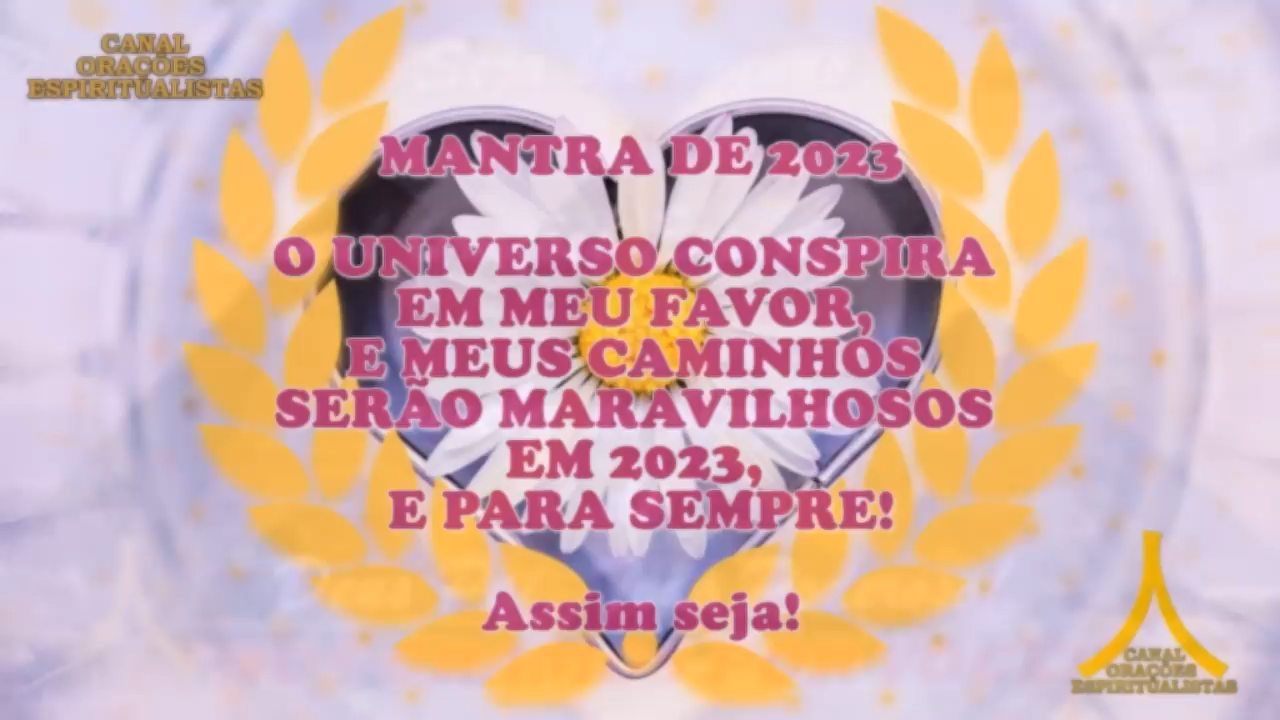 CANAL
ORAÇÕES
ESPIRITUALISTAS
MANTRA DE 2023
O UNIVERSO CONSPIRA
EM MEU FAVOR,
E MEUS CAMINHOS
SERÃO MARAVILHOSOS
EM 2023,
E PARA SEMPRE!
Assim seja!
CANAL
ORAÇÕES
ESPIRITUALISTAS